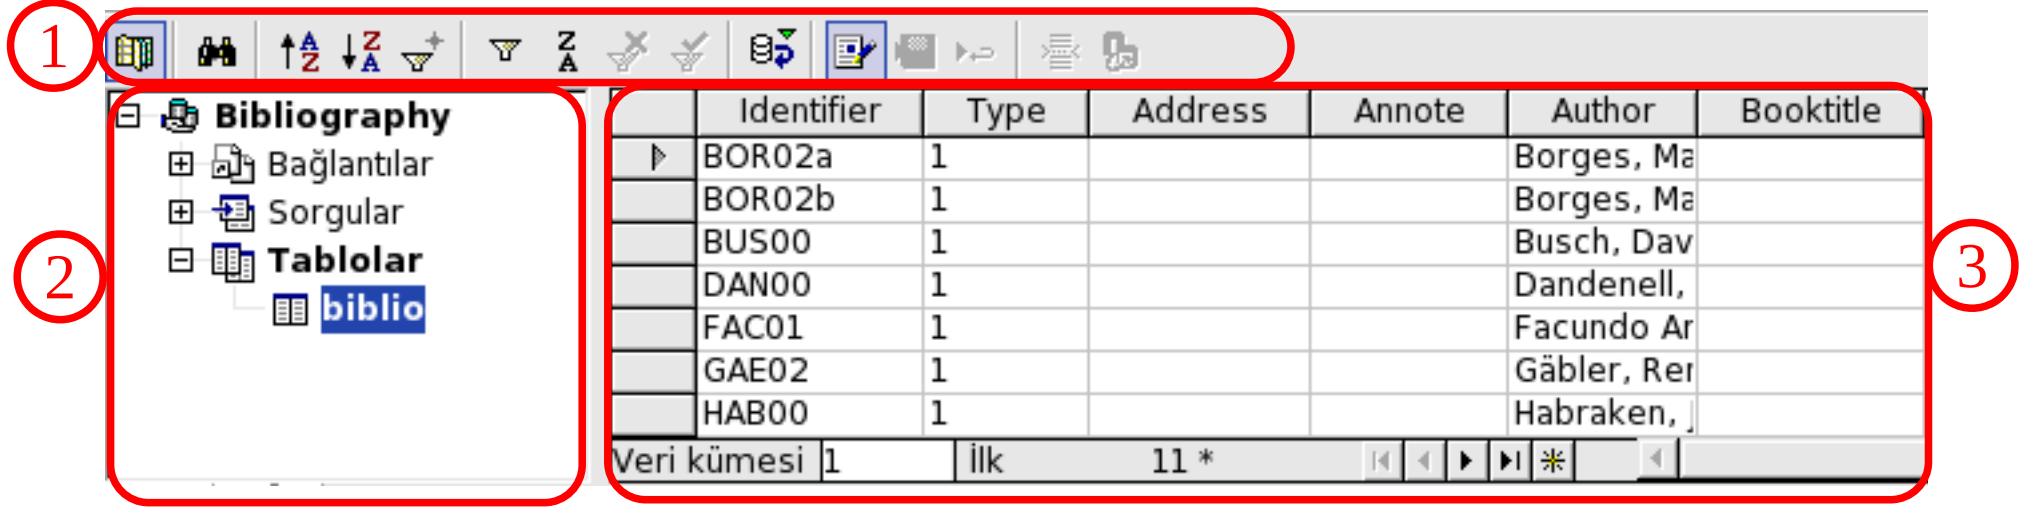 1
Bibliography
Bağlantılar
Sorgular
Tablolar
biblio
2
Identifier Type Address Annote Author Booktitle
BOR02a 1 Borges, Ma
BOR02b 1 Borges, Ma
BUS00 1 Busch, Dav
DAN00 1 Dandenell,
FAC01 1 Facundo Ar
GAE02 1 Gäbler, Rer
HAB00 1 Habraken,
Veri kümesi 1 İlk 11 *
3